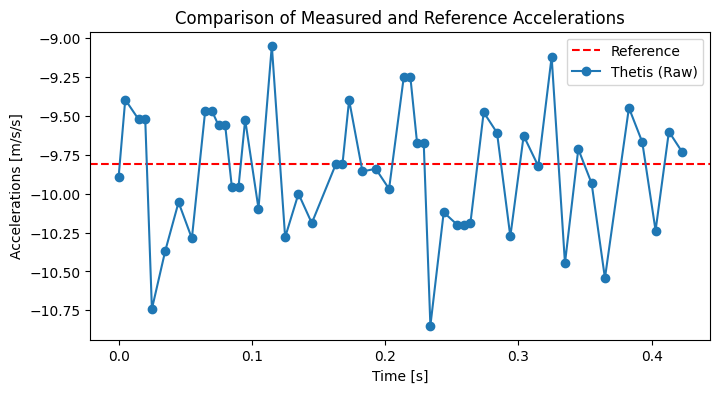 Comparison of Measured and Reference Accelerations
Reference
Thetis (Raw)
Accelerations [m/s/s]
−9.00
−9.25
−9.50
−9.75
−10.00
−10.25
−10.50
−10.75
0.0
0.1
0.2
0.3
0.4
Time [s]